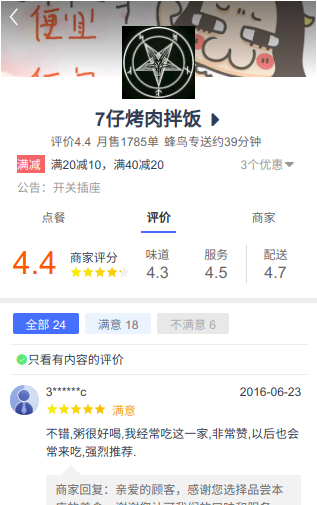 便宜
7仔烤肉拌饭
评价4.4 月售1785单 蜂鸟专送约39分钟
满减 满20减10，满40减20 3个优惠
公告：开关插座
点餐 评价 商家
4.4 商家评分 味道 服务 配送
4.3 4.5 4.7
全部 24 满意 18 不满意 6
只看有内容的评价
3******c 2016-06-23
满意
不错,粥很好喝,我经常吃这一家,非常赞,以后也会
常来吃,强烈推荐.
商家回复：亲爱的顾客，感谢您选择品尝本